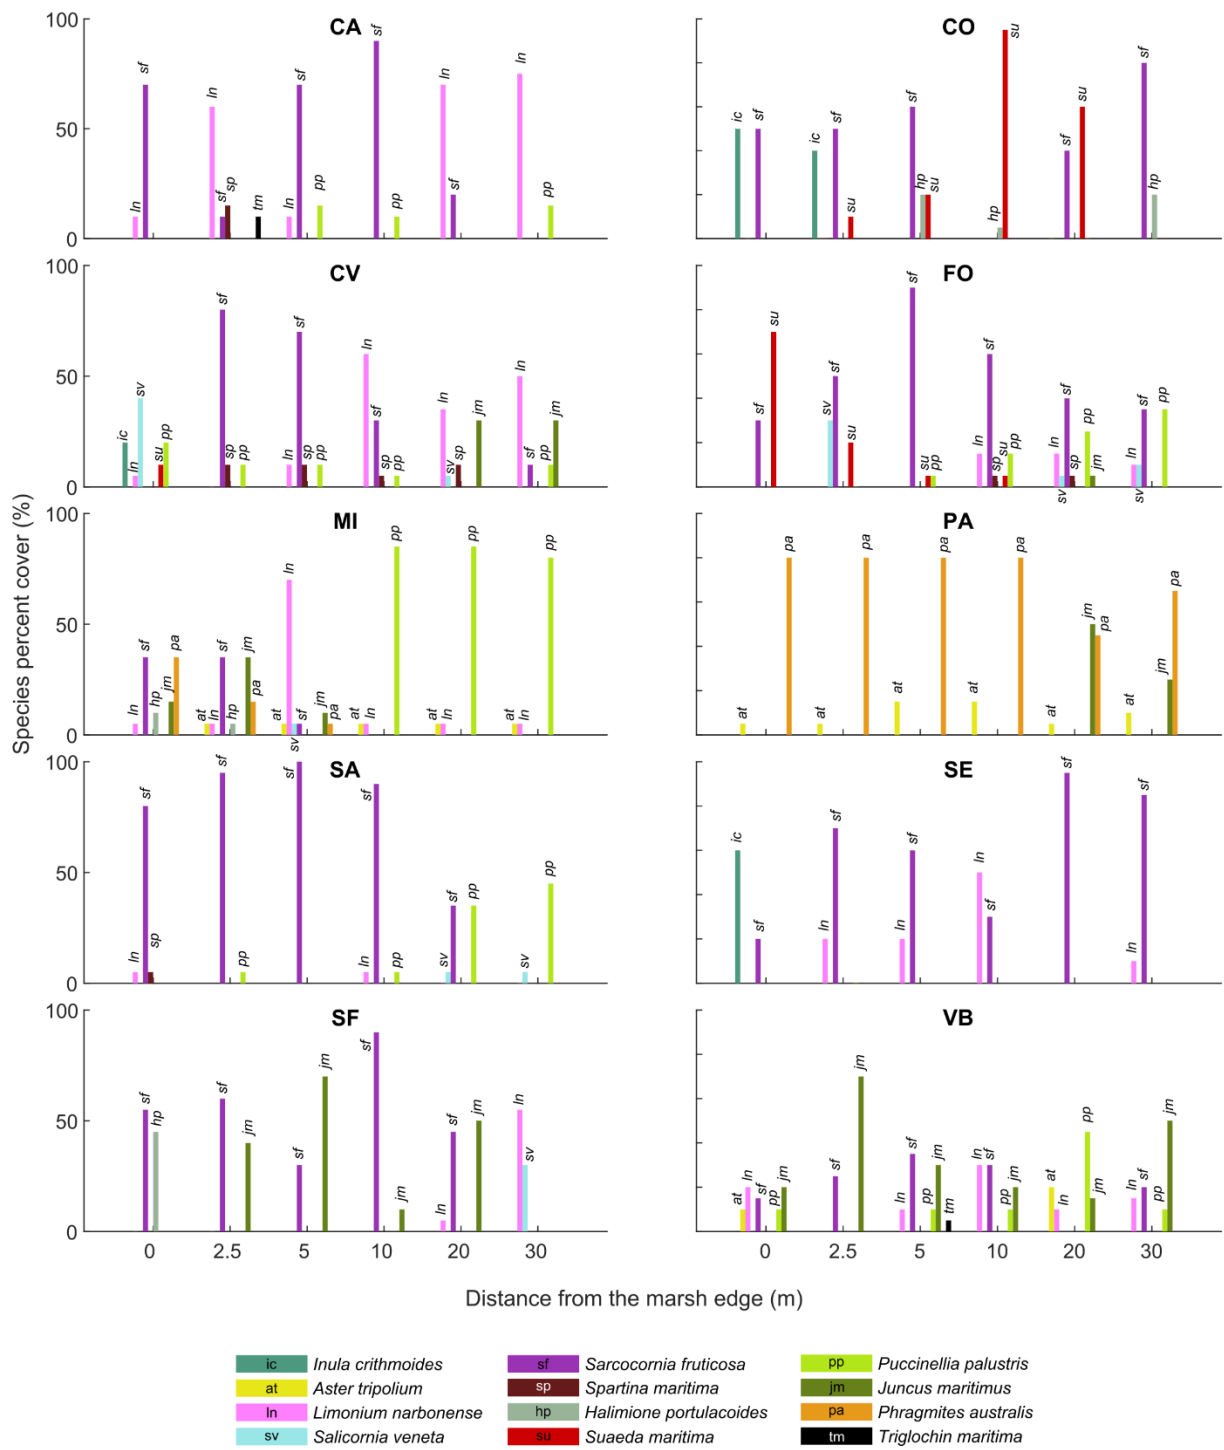 CA
CO
100
50
0
ln sf ln sf sp tm ln sf pp sf pp ln sf ln pp
ic sf ic sf su sf hp su hp su sf su sf hp
CV
FO
100
50
0
ic ln sv su pp sf sp pp ln sf sp pp ln sf sp pp ln sv sp jm ln sf pp jm
sf su sv sf su sf su pp ln sf sp su pp ln sv sf sp pp jm ln sv sf pp
MI
PA
100
50
0
ln sf hp jm pa at ln sf hp jm pa at ln sv sf jm pa at ln pp at ln pp at ln pp
at pa at pa at pa at pa at jm pa at jm pa
SA
SE
100
50
0
ln sf sp sf pp sf ln sf pp sv sf pp sv pp
ic sf ln sf ln sf ln sf sf ln sf
SF
VB
100
50
0
sf hp sf jm sf jm sf jm ln sf jm ln sv
at ln sf pp jm sf jm ln sf pp jm tm ln sf pp jm at ln pp jm ln sf pp jm
0 2.5 5 10 20 30
0 2.5 5 10 20 30
Species percent cover (%)
Distance from the marsh edge (m)
ic Inula crithmoides
at Aster tripolium
ln Limonium narbonense
sv Salicornia veneta
sf Sarcocornia fruticosa
sp Spartina maritima
hp Halimione portulacoides
su Suaeda maritima
pp Puccinellia palustris
jm Juncus maritimus
pa Phragmites australis
tm Triglochin maritima